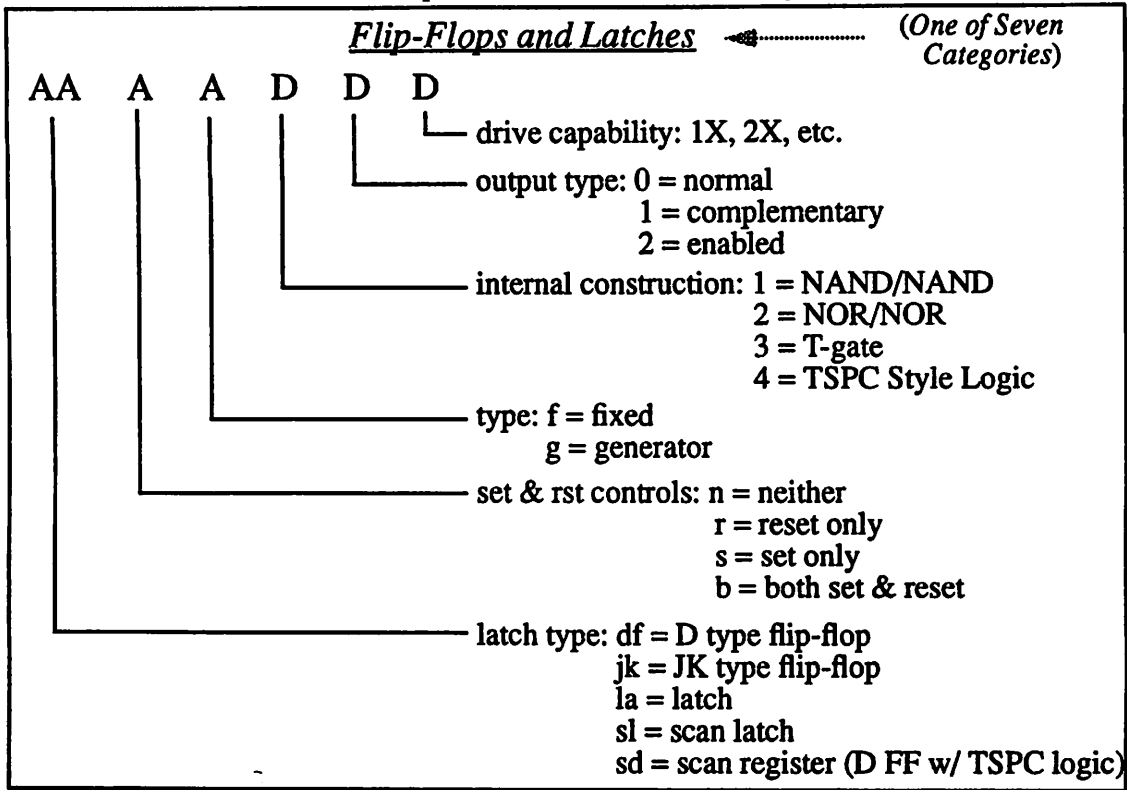 Flip-Flops and Latches
(One of Seven
Categories)
AA A A D D D
drive capability: 1X, 2X, etc.
output type: 0 = normal
1 = complementary
2 = enabled
internal construction: 1 = NAND/NAND
2 = NOR/NOR
3 = T-gate
4 = TSPC Style Logic
type: f = fixed
g = generator
set & rst controls: n = neither
r = reset only
s = set only
b = both set & reset
latch type: df = D type flip-flop
jk = JK type flip-flop
la = latch
sl = scan latch
sd = scan register (D FF w/ TSPC logic)